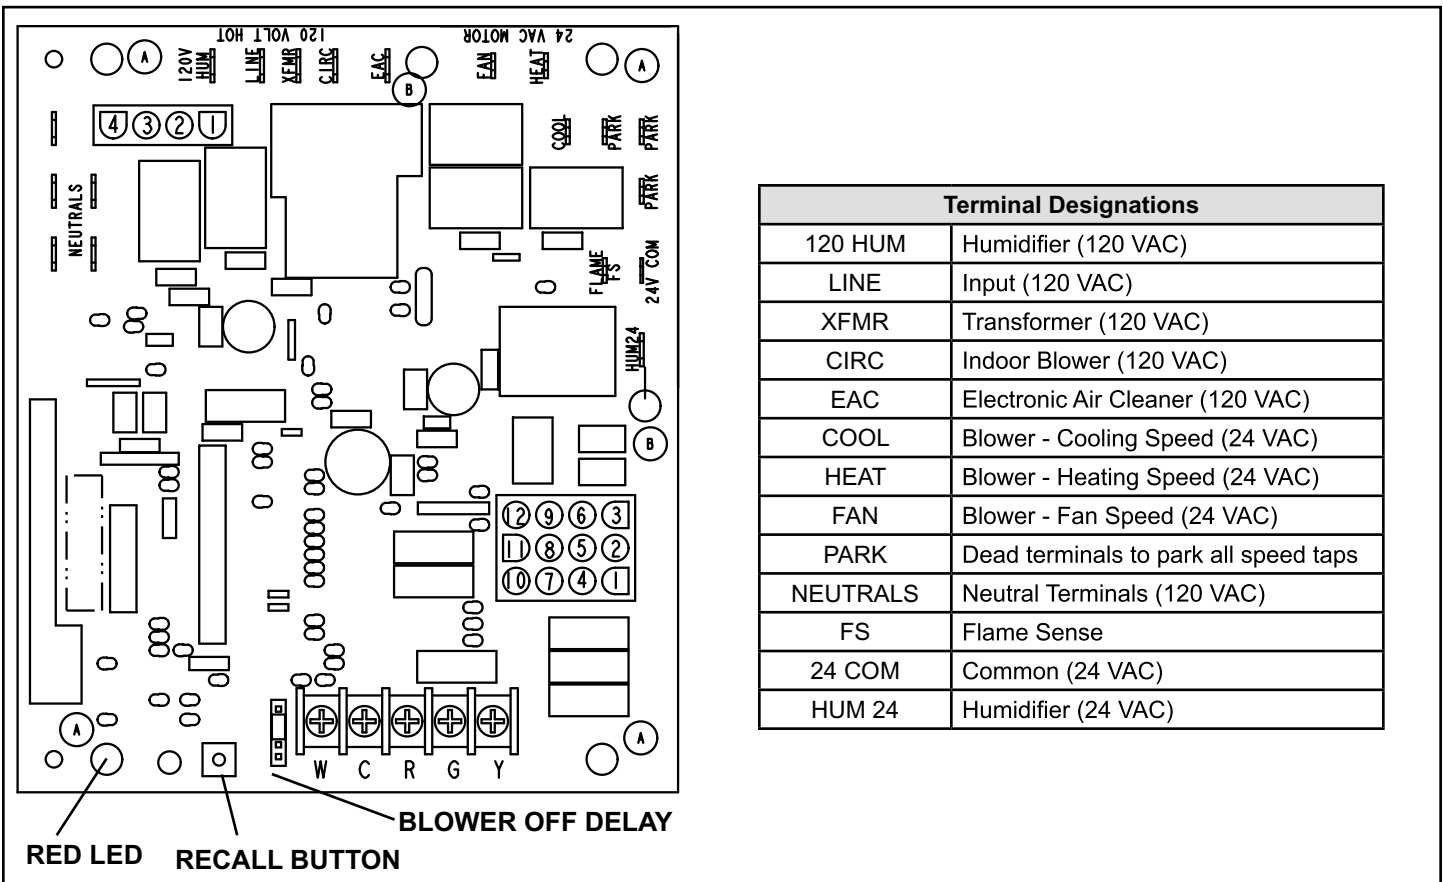 120 VOLT HOT
24 VAC MOTOR
A
120V
HUM
LINE
XFMR
CIRC
EAC
B
FAN
HEAT
A
4 3 2 1
COOL
PARK
PARK
NEUTRALS
PARK
FLAME
FS
24V COM
HUM24
B
12 9 6 3
11 8 5 2
10 7 4 1
A
A
W C R G Y
BLOWER OFF DELAY
RED LED
RECALL BUTTON
Terminal Designations
120 HUM Humidifier (120 VAC)
LINE Input (120 VAC)
XFMR Transformer (120 VAC)
CIRC Indoor Blower (120 VAC)
EAC Electronic Air Cleaner (120 VAC)
COOL Blower - Cooling Speed (24 VAC)
HEAT Blower - Heating Speed (24 VAC)
FAN Blower - Fan Speed (24 VAC)
PARK Dead terminals to park all speed taps
NEUTRALS Neutral Terminals (120 VAC)
FS Flame Sense
24 COM Common (24 VAC)
HUM 24 Humidifier (24 VAC)